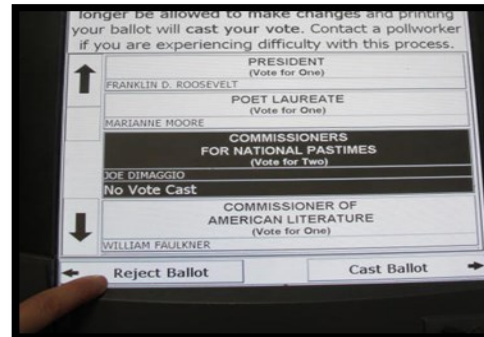 longer be allowed to make changes and printing
your ballot will cast your vote. Contact a pollworker
if you are experiencing difficulty with this process.
PRESIDENT
(Vote for One)
FRANKLIN D. ROOSEVELT
POET LAUREATE
(Vote for One)
MARIANNE MOORE
COMMISSIONERS
FOR NATIONAL PASTIMES
(Vote for Two)
JOE DIMAGGIO
No Vote Cast
COMMISSIONER OF
AMERICAN LITERATURE
(Vote for One)
WILLIAM FAULKNER
Reject Ballot
Cast Ballot